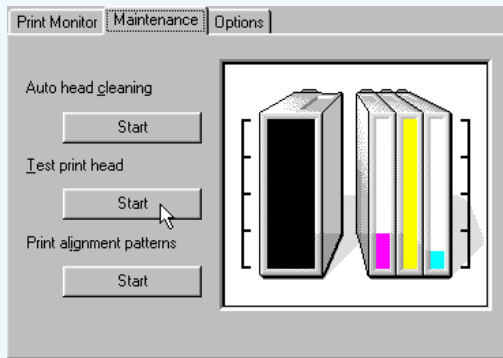 Print Monitor Maintenance Options
Auto head cleaning
Start
Test print head
Start
Print alignment patterns
Start